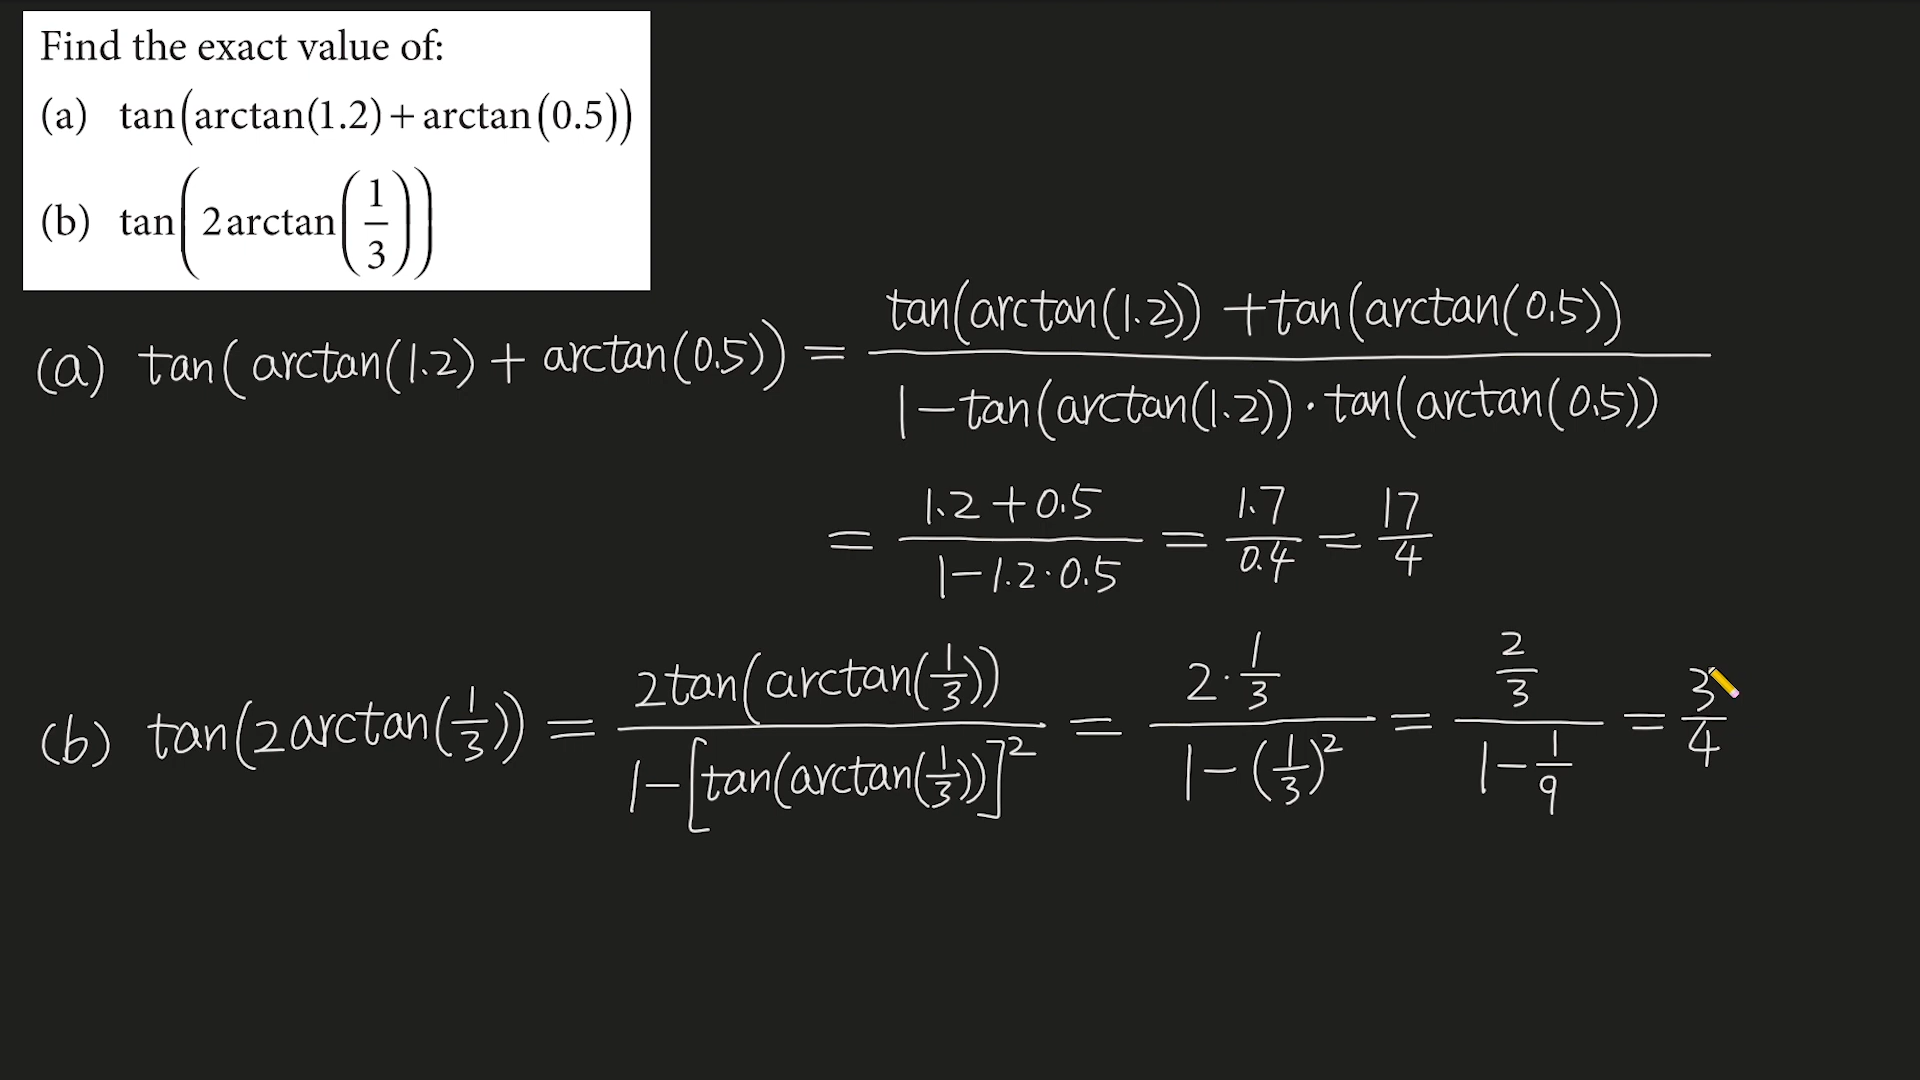 Find the exact value of:
(a) tan(arctan(1.2)+arctan(0.5))
(b) tan(2arctan(1/3))
(a) tan(arctan(1.2) + arctan(0.5)) = (tan(arctan(1.2)) + tan(arctan(0.5))) / (1 - tan(arctan(1.2)) · tan(arctan(0.5)))
= (1.2 + 0.5) / (1 - 1.2 · 0.5) = 1.7/0.4 = 17/4
(b) tan(2arctan(1/3)) = 2tan(arctan(1/3)) / (1 - [tan(arctan(1/3))]² ) = (2 · 1/3) / (1 - (1/3)²) = (2/3) / (1 - 1/9) = 3/4